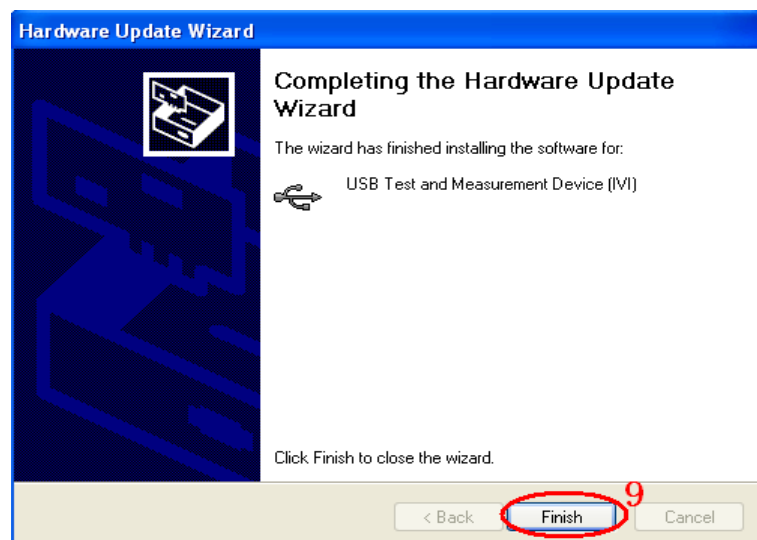 Hardware Update Wizard
Completing the Hardware Update
Wizard
The wizard has finished installing the software for:
USB Test and Measurement Device (IVI)
Click Finish to close the wizard.
9
< Back Finish Cancel